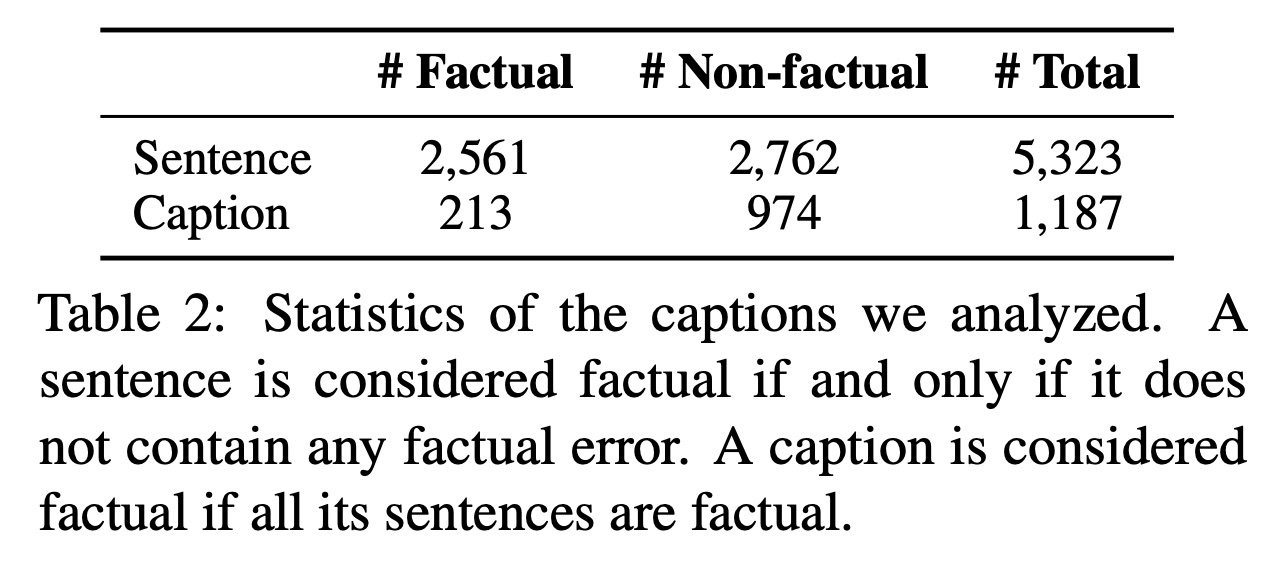 # Factual # Non-factual # Total
Sentence 2,561 2,762 5,323
Caption 213 974 1,187
Table 2: Statistics of the captions we analyzed. A
sentence is considered factual if and only if it does
not contain any factual error. A caption is considered
factual if all its sentences are factual.